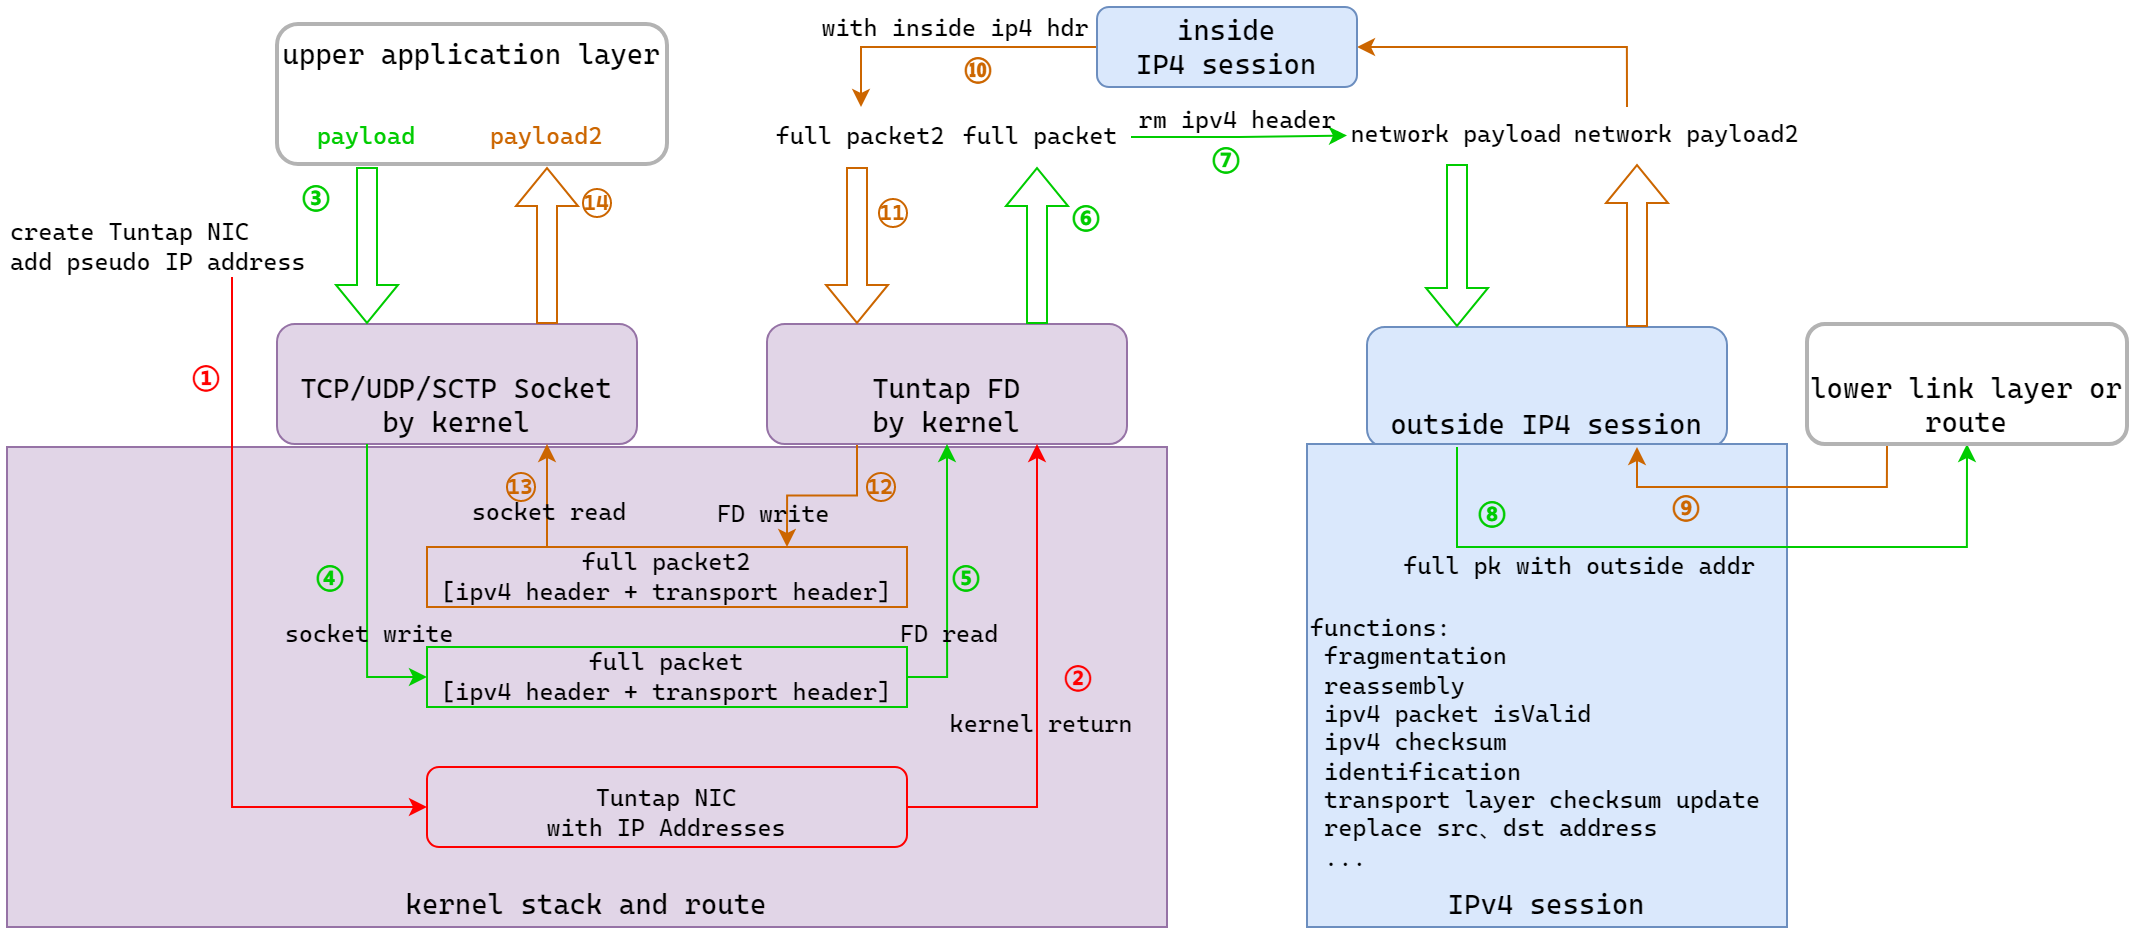 with inside ip4 hdr
inside
IP4 session
⑩
upper application layer
payload
payload2
full packet2
full packet
rm ipv4 header
⑦
network payload
network payload2
③
⑭
⑪
⑥
create Tuntap NIC
add pseudo IP address
①
TCP/UDP/SCTP Socket
by kernel
Tuntap FD
by kernel
outside IP4 session
lower link layer or
route
⑬
socket read
⑫
FD write
⑧
⑨
full packet2
[ipv4 header + transport header]
④
⑤
full pk with outside addr
socket write
FD read
full packet
[ipv4 header + transport header]
②
kernel return
Tuntap NIC
with IP Addresses
kernel stack and route
functions:
fragmentation
reassembly
ipv4 packet isValid
ipv4 checksum
identification
transport layer checksum update
replace src、dst address
...
IPv4 session